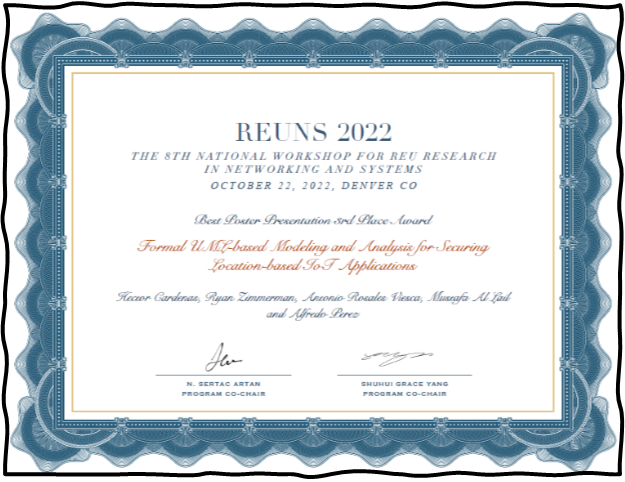 REUNS 2022
THE 8TH NATIONAL WORKSHOP FOR REU RESEARCH
IN NETWORKING AND SYSTEMS
OCTOBER 22, 2022, DENVER CO
Best Poster Presentation 3rd Place Award
Formal UML-based Modeling and Analysis for Securing
Location-based IoT Applications
Hector Cardenas, Ryan Zimmerman, Antonio Rosales Viesca, Mustafa Al Lail
and Alfredo Perez
N. SERTAC ARTAN
SHUHUI GRACE YANG
PROGRAM CO-CHAIR
PROGRAM CO-CHAIR